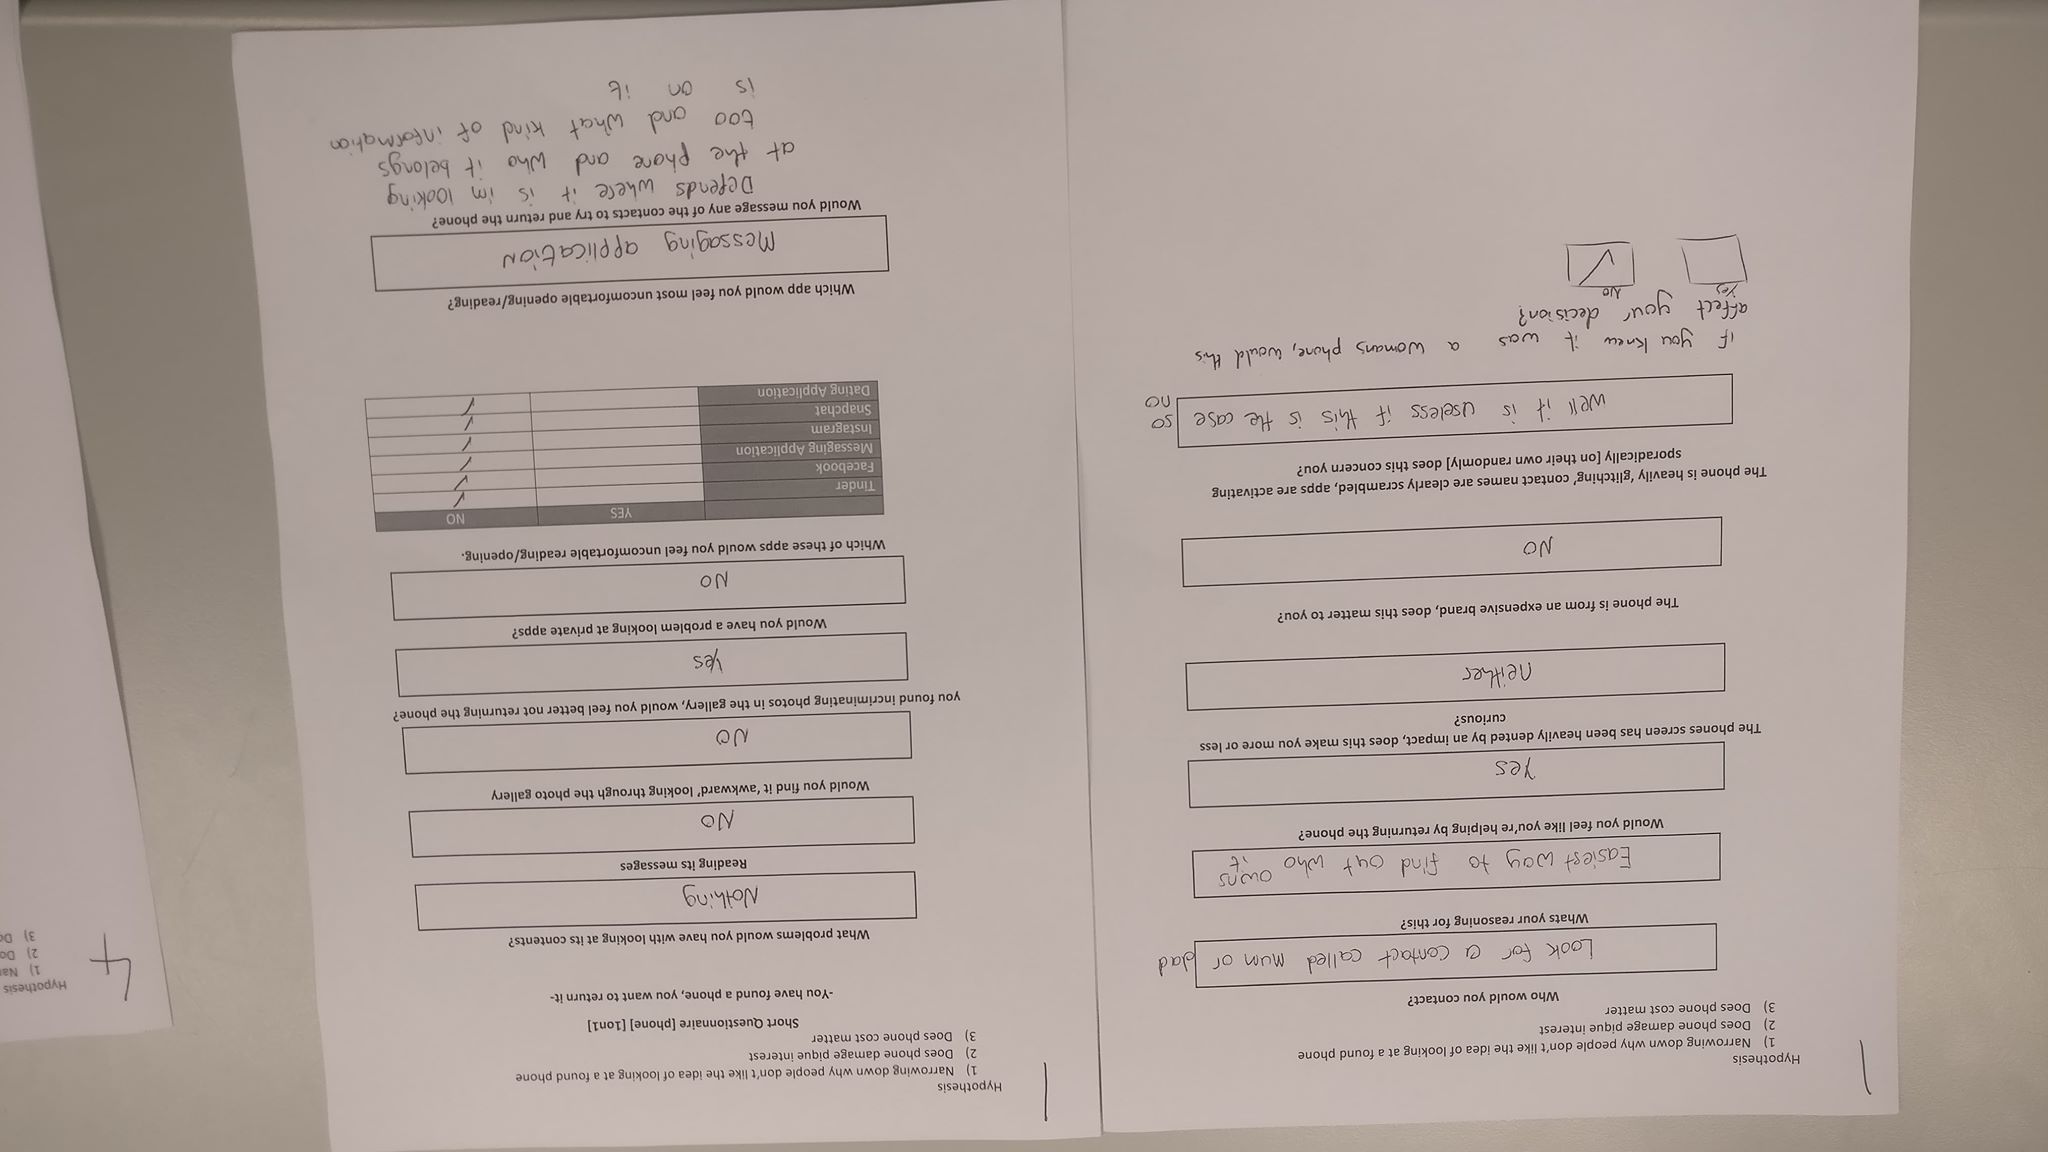 1
Hypothesis
1) Narrowing down why people don't like the idea of looking at a found phone
2) Does phone damage pique interest
3) Does phone cost matter
Who would you contact?
Look for a contact called mum or dad
Whats your reasoning for this?
Easiest way to find out who owns
it
Would you feel like you're helping by returning the phone?
Yes
The phones screen has been heavily dented by an impact, does this make you more or less
curious?
neither
The phone is from an expensive brand, does this matter to you?
NO
The phone is heavily 'glitching' contact names are clearly scrambled, apps are activating
sporadically [on their own randomly] does this concern you?
well it is useless if this is the case so
no
if you knew it was a womans phone, would this
affect your decision?
Yes No
1
Hypothesis
1) Narrowing down why people don't like the idea of looking at a found phone
2) Does phone damage pique interest
3) Does phone cost matter
Short Questionnaire [phone] [1on1]
-You have found a phone, you want to return it-
What problems would you have with looking at its contents?
Nothing
Reading its messages
NO
Would you find it 'awkward' looking through the photo gallery
NO
you found incriminating photos in the gallery, would you feel better not returning the phone?
Yes
Would you have a problem looking at private apps?
NO
Which of these apps would you feel uncomfortable reading/opening.
YES NO
Tinder ✓
Facebook ✓
Messaging Application ✓
Instagram ✓
Snapchat ✓
Dating Application ✓
Which app would you feel most uncomfortable opening/reading?
Messaging application
Would you message any of the contacts to try and return the phone?
Depends where it is im looking
at the phone and who it belongs
too and what kind of information
is on it
4
Hypothesis
1)
2) Do
3)